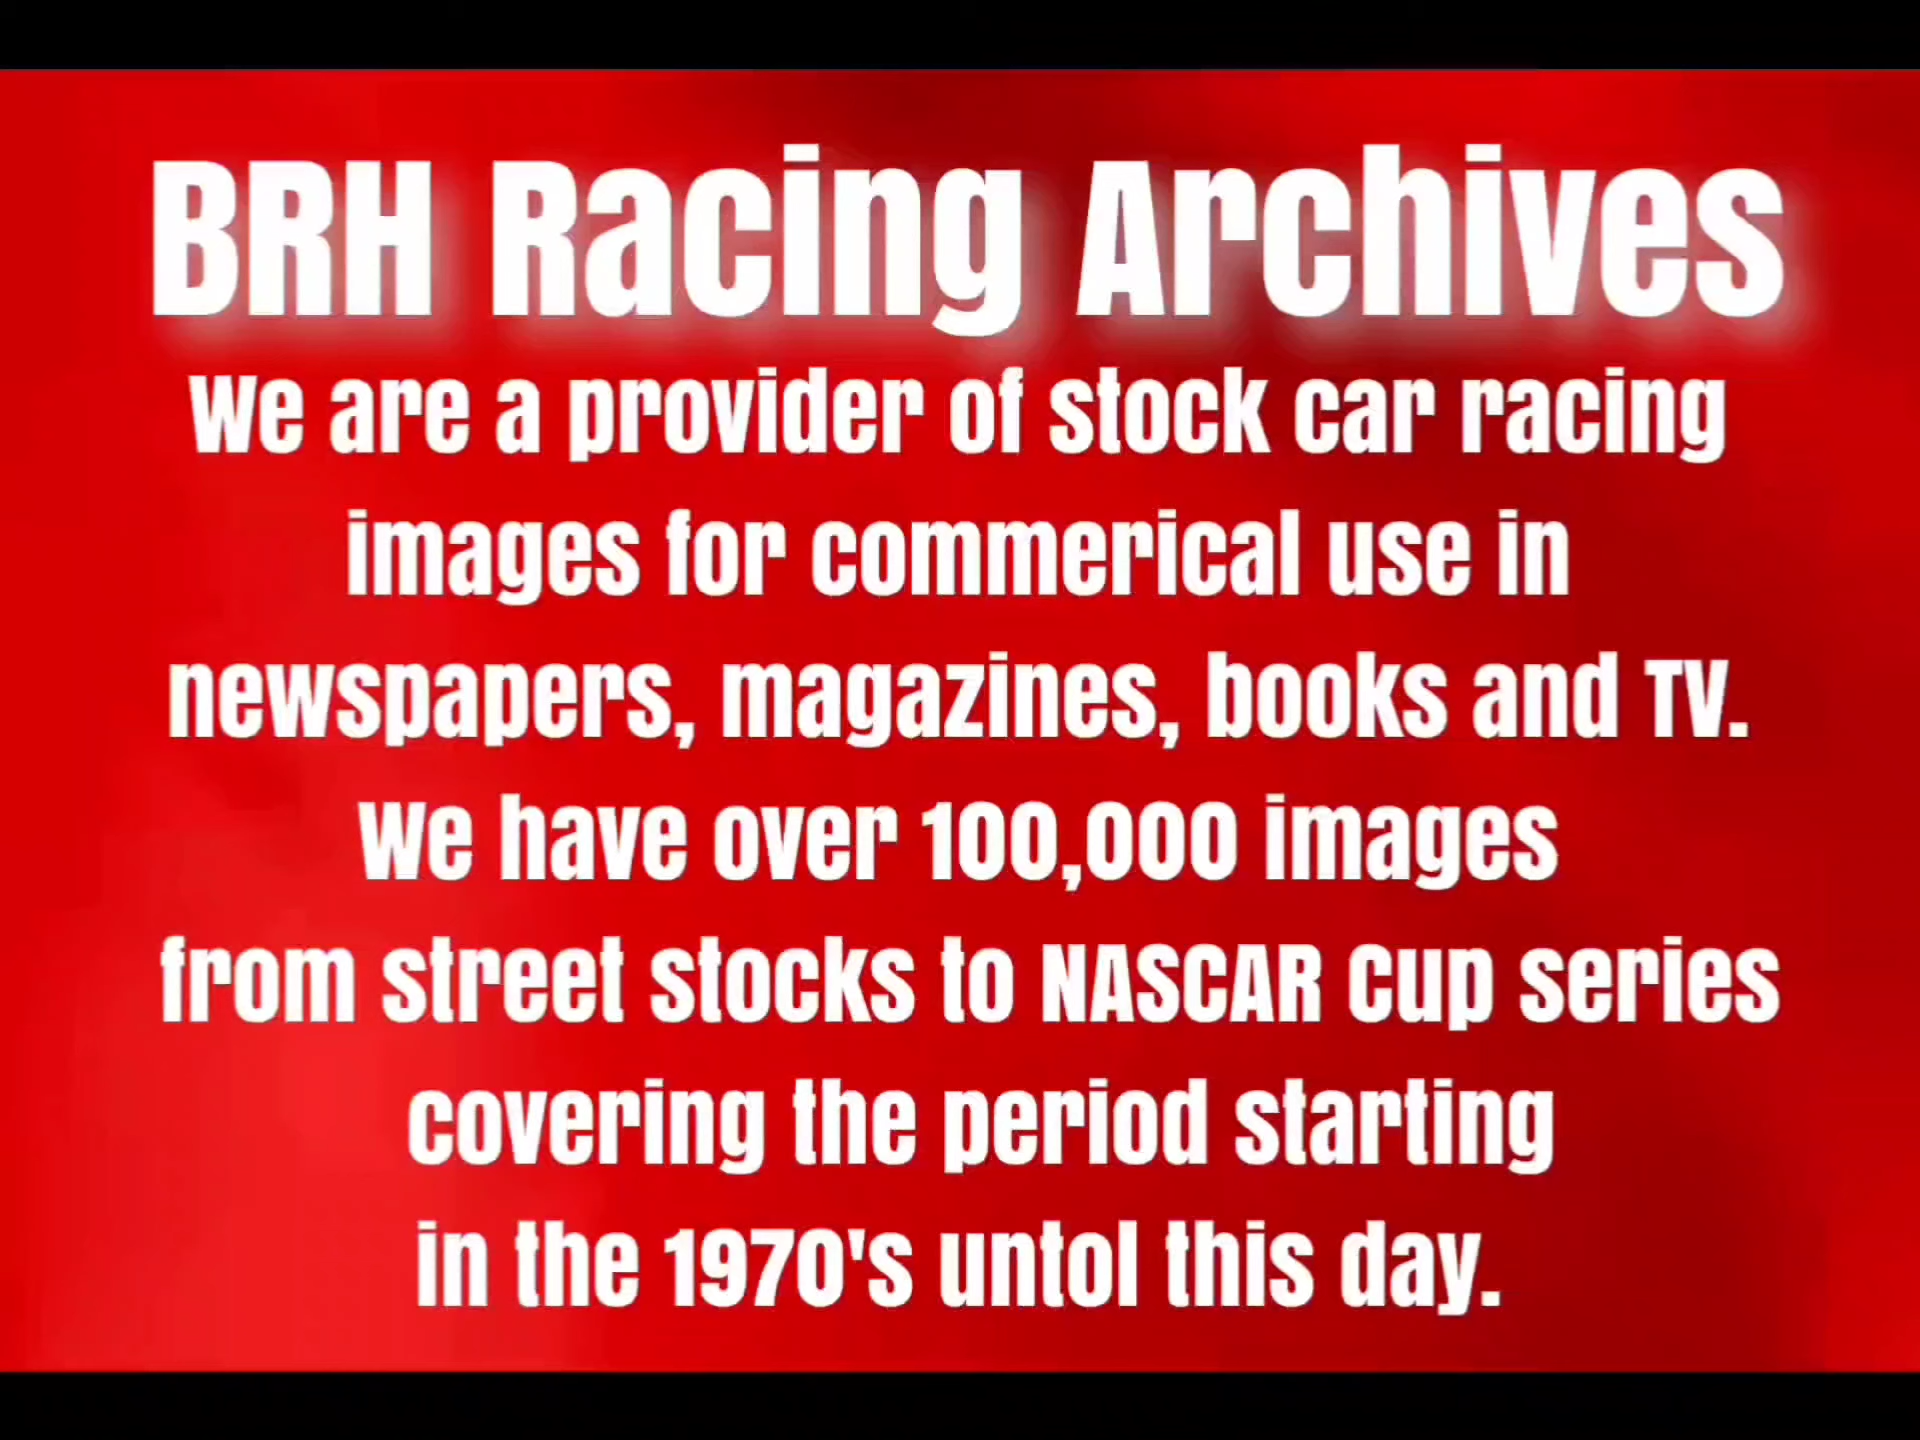 BRH Racing Archives
We are a provider of stock car racing
images for commerical use in
newspapers, magazines, books and TV.
We have over 100,000 images
from street stocks to NASCAR Cup series
covering the period starting
in the 1970's untol this day.